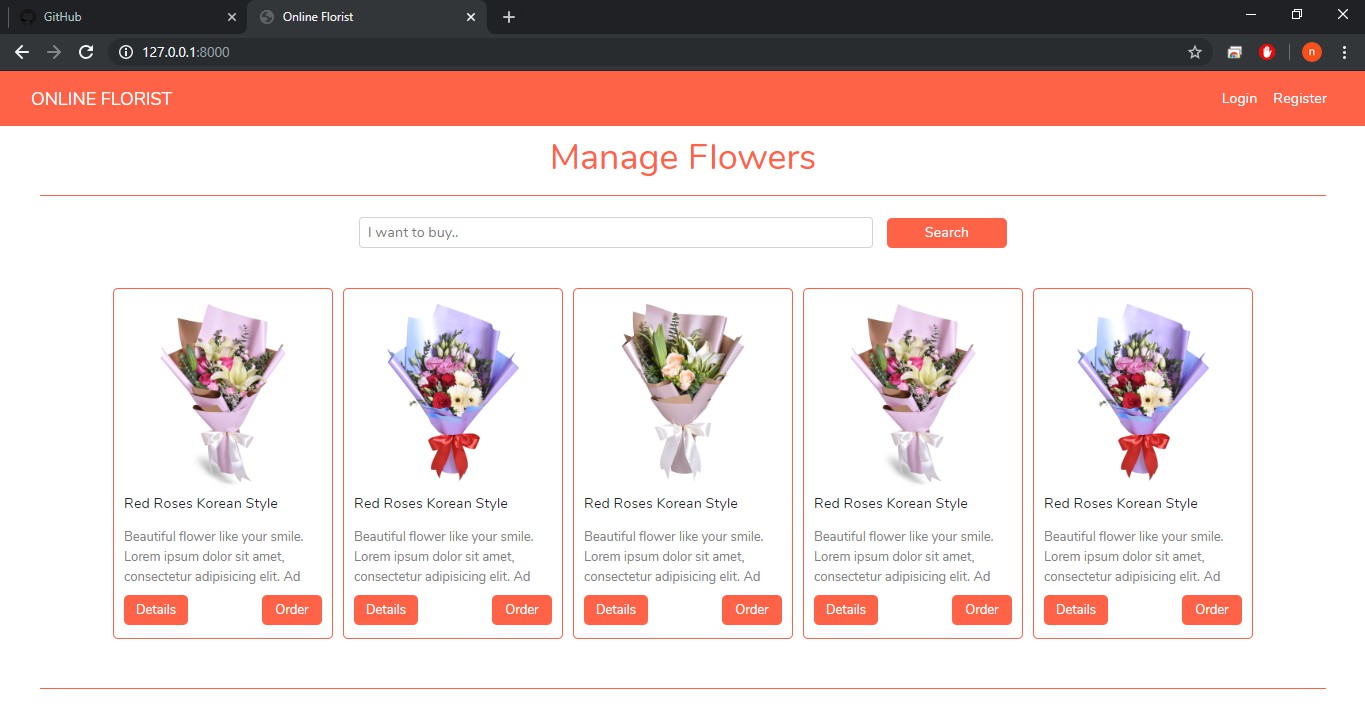 GitHub
Online Florist
127.0.0.1:8000
n
ONLINE FLORIST
Login
Register
Manage Flowers
I want to buy..
Search
Red Roses Korean Style
Beautiful flower like your smile.
Lorem ipsum dolor sit amet,
consectetur adipisicing elit. Ad
Details
Order
Red Roses Korean Style
Beautiful flower like your smile.
Lorem ipsum dolor sit amet,
consectetur adipisicing elit. Ad
Details
Order
Red Roses Korean Style
Beautiful flower like your smile.
Lorem ipsum dolor sit amet,
consectetur adipisicing elit. Ad
Details
Order
Red Roses Korean Style
Beautiful flower like your smile.
Lorem ipsum dolor sit amet,
consectetur adipisicing elit. Ad
Details
Order
Red Roses Korean Style
Beautiful flower like your smile.
Lorem ipsum dolor sit amet,
consectetur adipisicing elit. Ad
Details
Order